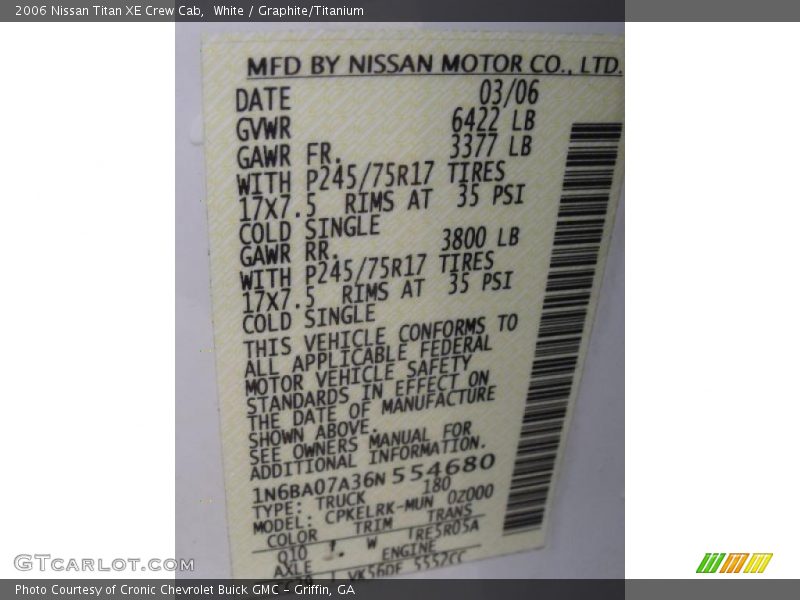 2006 Nissan Titan XE Crew Cab, White / Graphite/Titanium
MFD BY NISSAN MOTOR CO., LTD.
DATE 03/06
GVWR 6422 LB
GAWR FR. 3377 LB
WITH P245/75R17 TIRES
17X7.5 RIMS AT 35 PSI
COLD SINGLE
GAWR RR. 3800 LB
WITH P245/75R17 TIRES
17X7.5 RIMS AT 35 PSI
COLD SINGLE
THIS VEHICLE CONFORMS TO
ALL APPLICABLE FEDERAL
MOTOR VEHICLE SAFETY
STANDARDS IN EFFECT ON
THE DATE OF MANUFACTURE
SHOWN ABOVE.
SEE OWNERS MANUAL FOR
ADDITIONAL INFORMATION.
1N6BA07A36N 554680
TYPE: TRUCK 180
MODEL: CPKELRK-MUN 0Z000
COLOR TRIM TRANS
Q10 W TRE5R05A
AXLE ENGINE
VK56DE 5552CC
GTCarLot.com
Photo Courtesy of Cronic Chevrolet Buick GMC - Griffin, GA